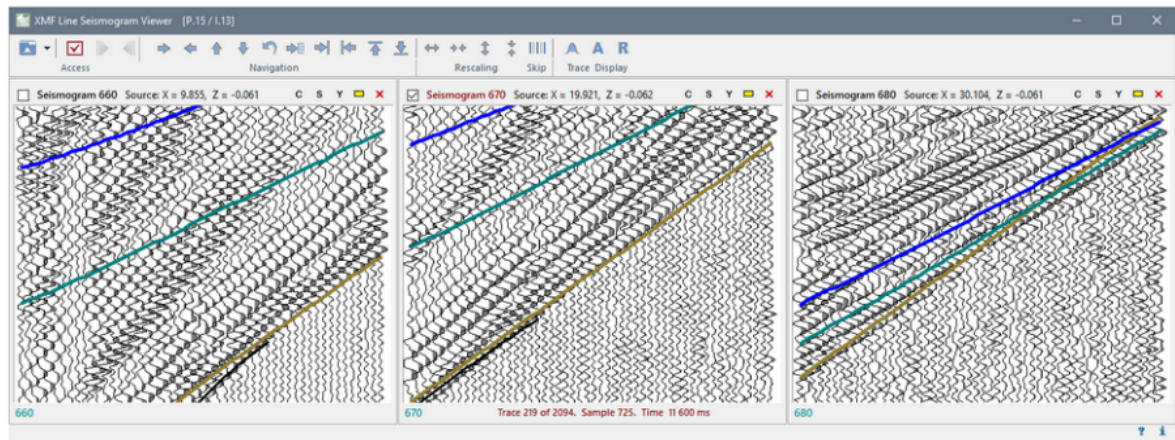 XMF Line Seismogram Viewer [P.15 / I.13]
A A R
Access Navigation Rescaling Skip Trace Display
Seismogram 660 Source: X = 9.855, Z = -0.061 C S Y
Seismogram 670 Source: X = 19.921, Z = -0.062 C S Y
Seismogram 680 Source: X = 30.104, Z = -0.061 C S Y
660
670 Trace 219 of 2094. Sample 725. Time 11 600 ms
680
? i